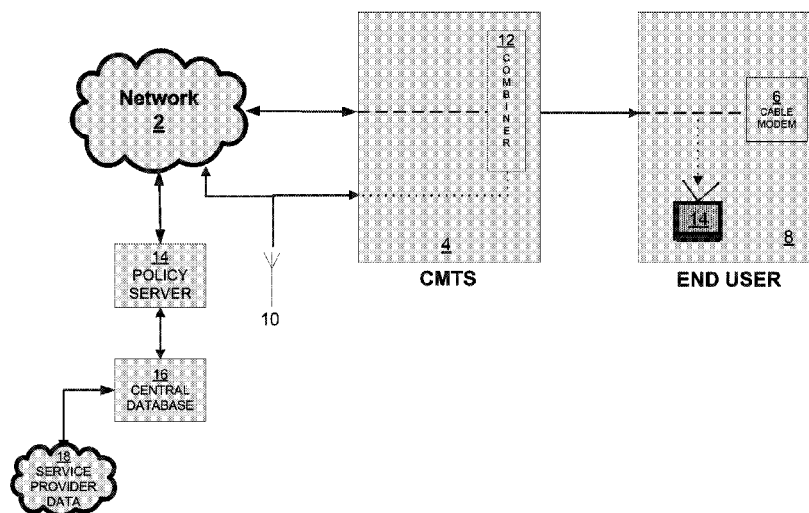 Network
2
12
COMBINER
4
CMTS
6
CABLE
MODEM
14
8
END USER
14
POLICY
SERVER
10
16
CENTRAL
DATABASE
18
SERVICE
PROVIDER
DATA